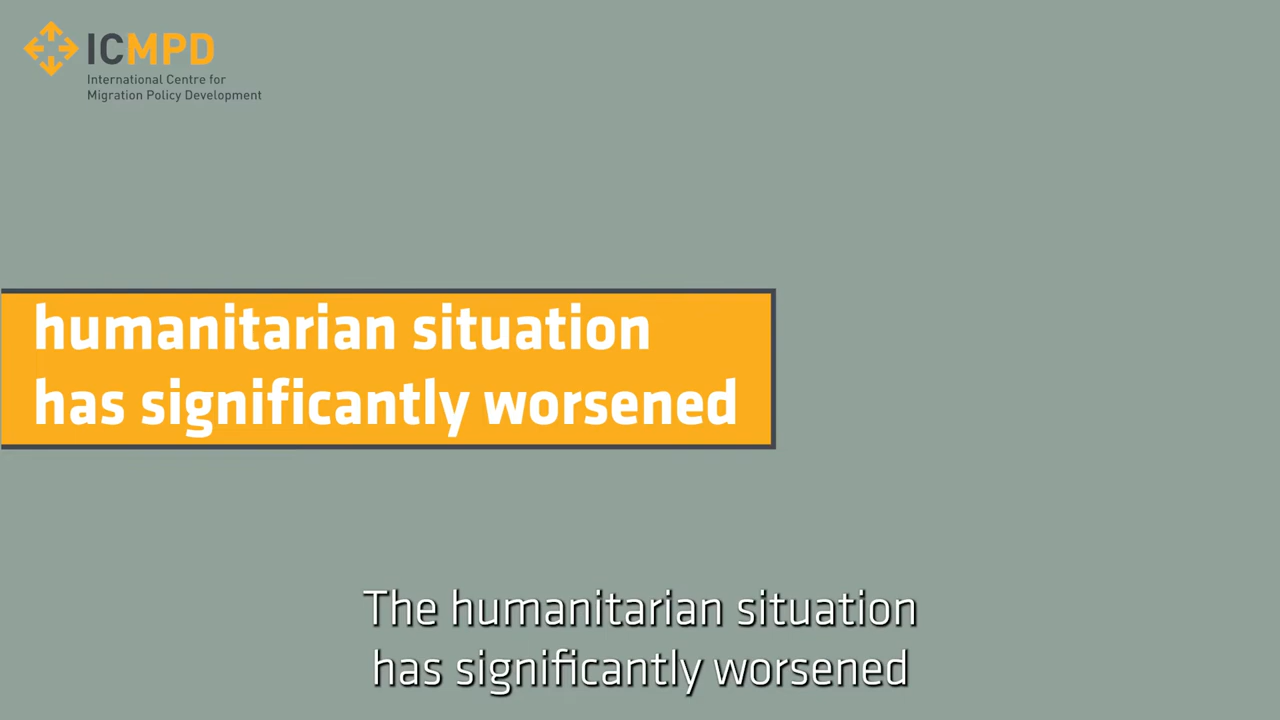 ICMPD
International Centre for
Migration Policy Development
humanitarian situation
has significantly worsened
The humanitarian situation
has significantly worsened